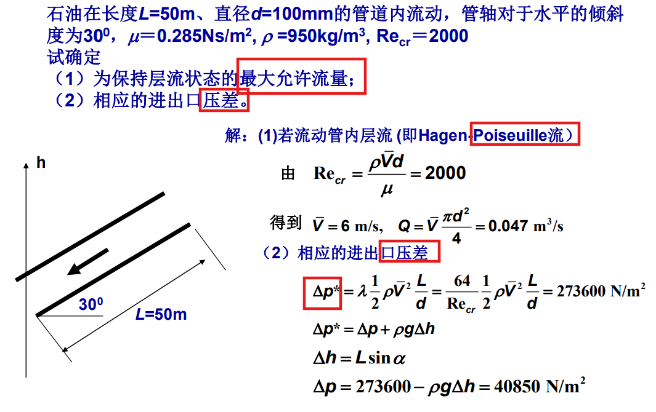 石油在长度L=50m、直径d=100mm的管道内流动，管轴对于水平的倾斜
度为30⁰，μ＝0.285Ns/m², ρ =950kg/m³, Recr＝2000
试确定
（1）为保持层流状态的最大允许流量；
（2）相应的进出口压差。
解：(1)若流动管内层流 (即Hagen-Poiseuille流）
由 Re_cr = ρV̄d/μ = 2000
得到 V̄ = 6 m/s, Q = V̄ πd²/4 = 0.047 m³/s
（2）相应的进出口压差
Δp* = λ 1/2 ρV̄² L/d = 64/Re_cr 1/2 ρV̄² L/d = 273600 N/m²
Δp* = Δp + ρgΔh
Δh = L sin α
Δp = 273600 − ρgΔh = 40850 N/m²
h
30⁰
L=50m